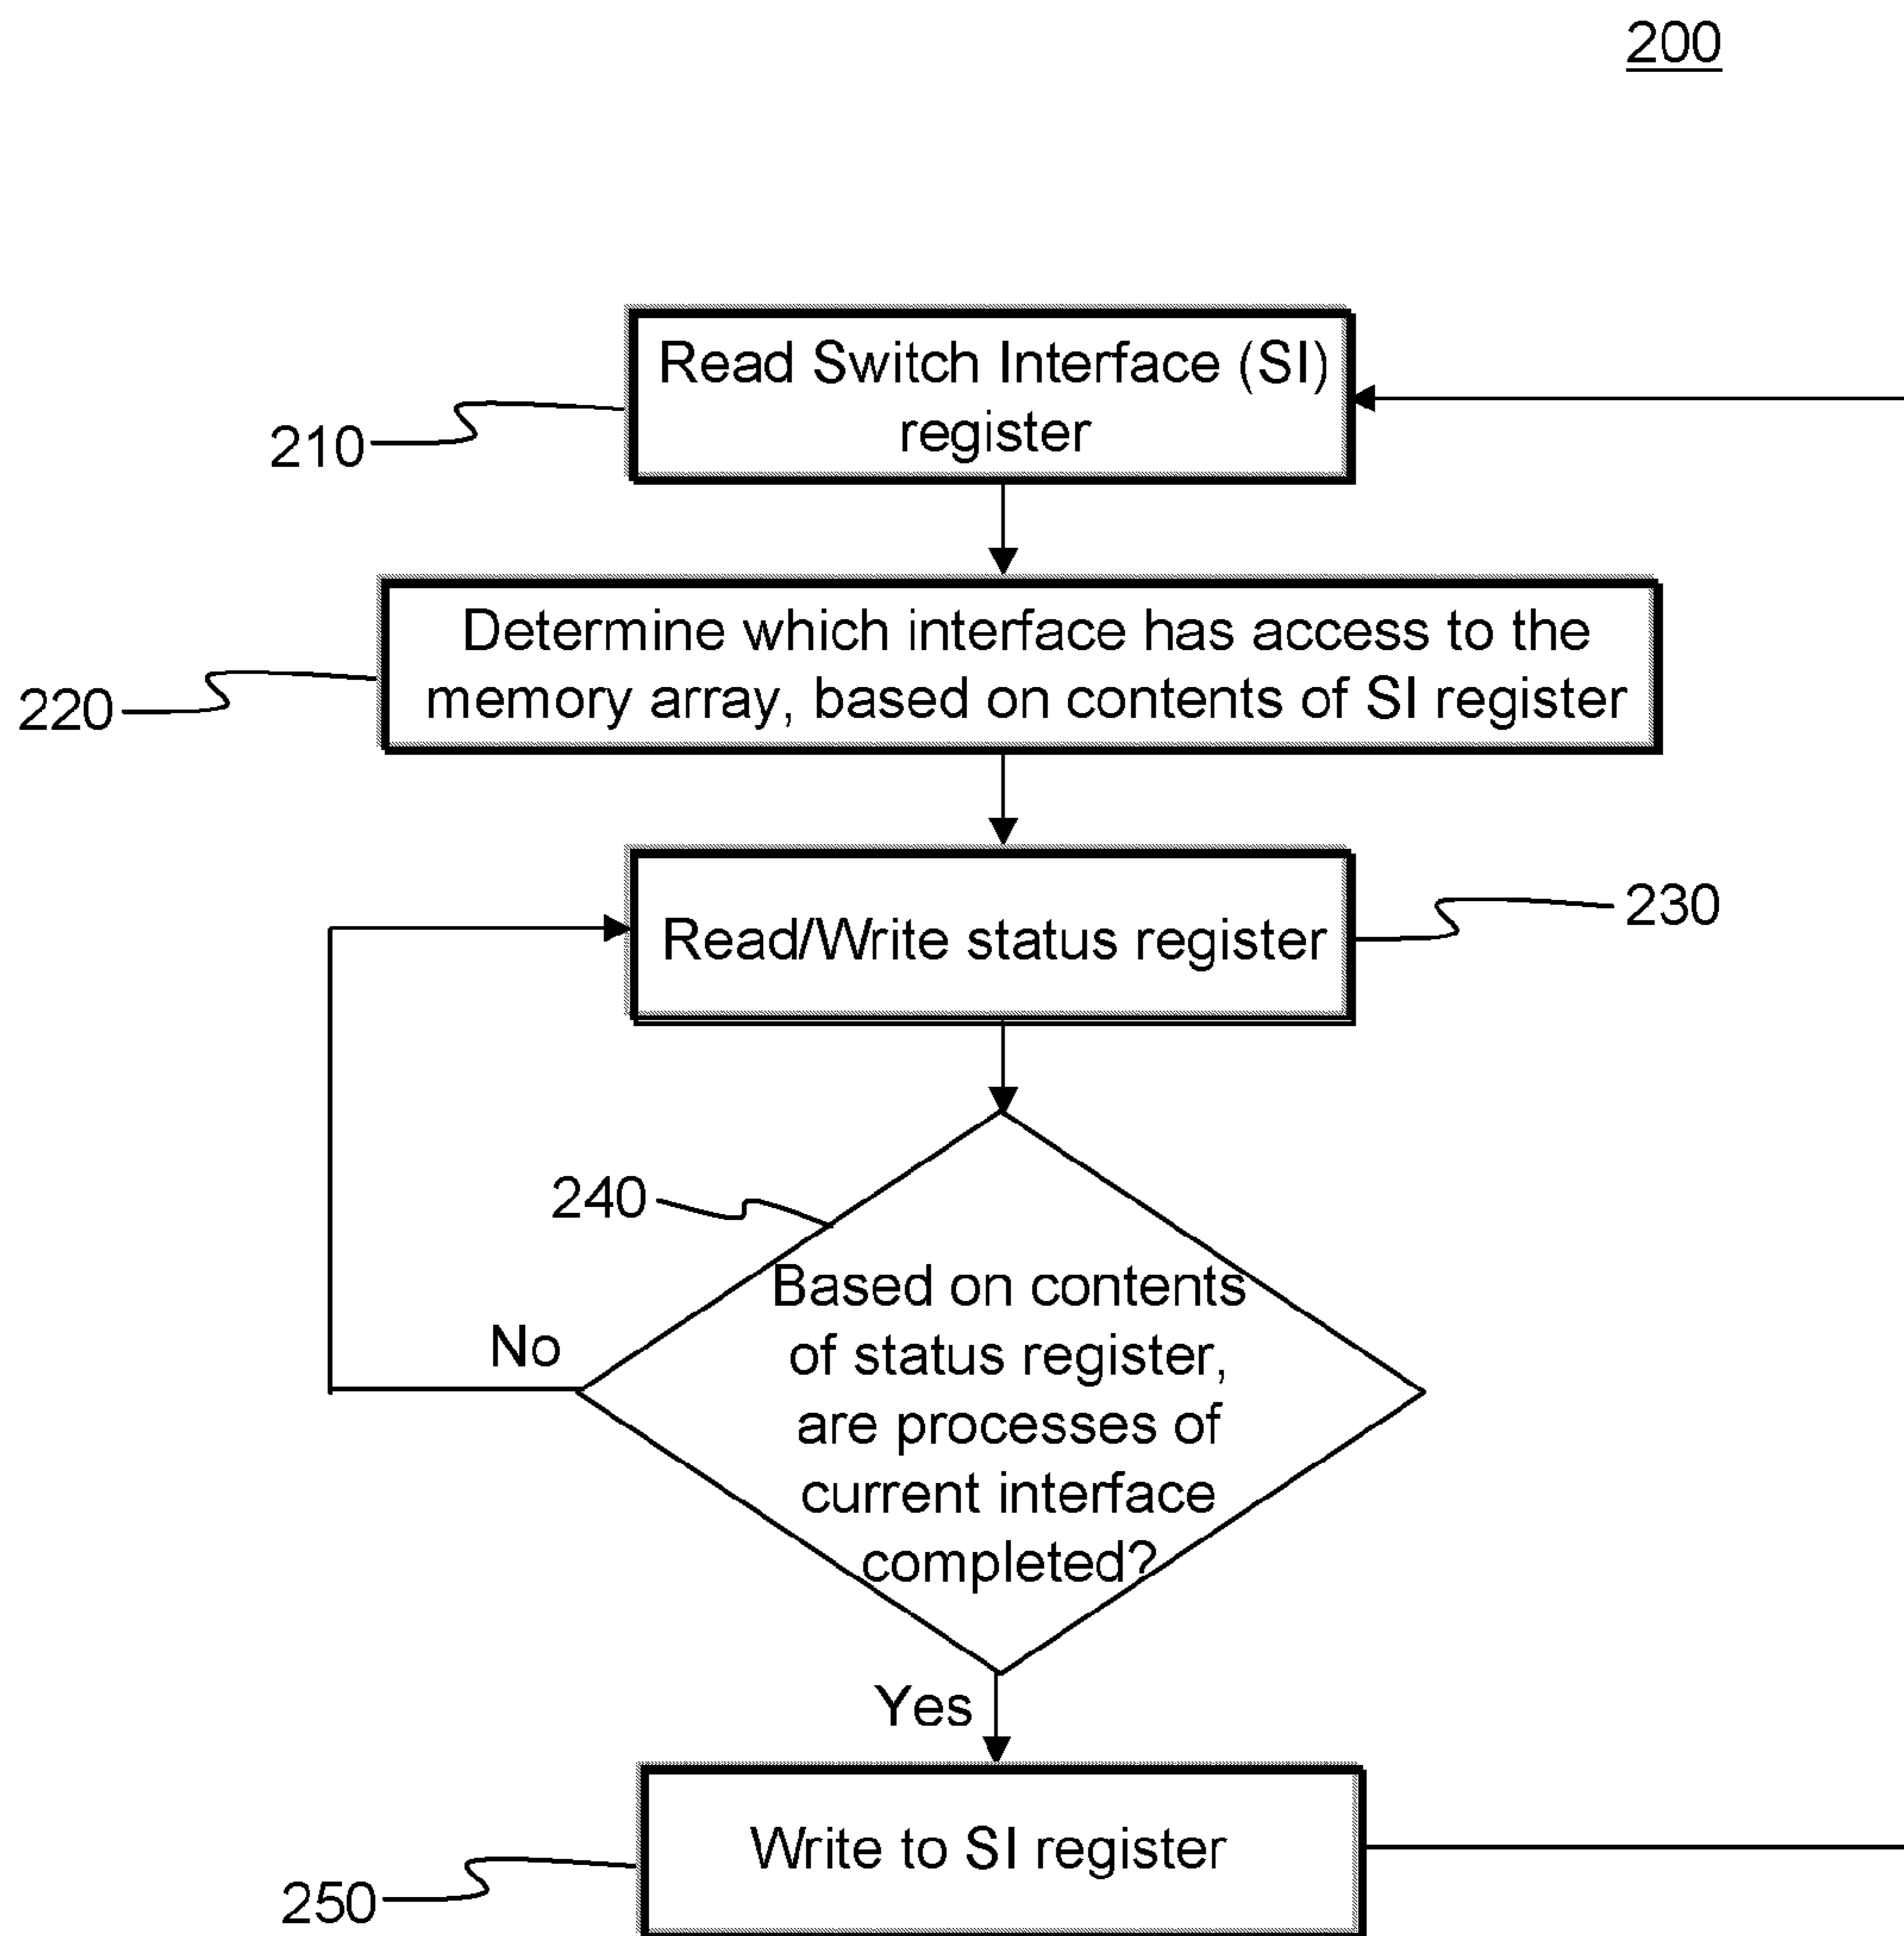 200
Read Switch Interface (SI)
register
210
Determine which interface has access to the
memory array, based on contents of SI register
220
Read/Write status register
230
240
Based on contents
of status register,
are processes of
current interface
completed?
No
Yes
Write to SI register
250